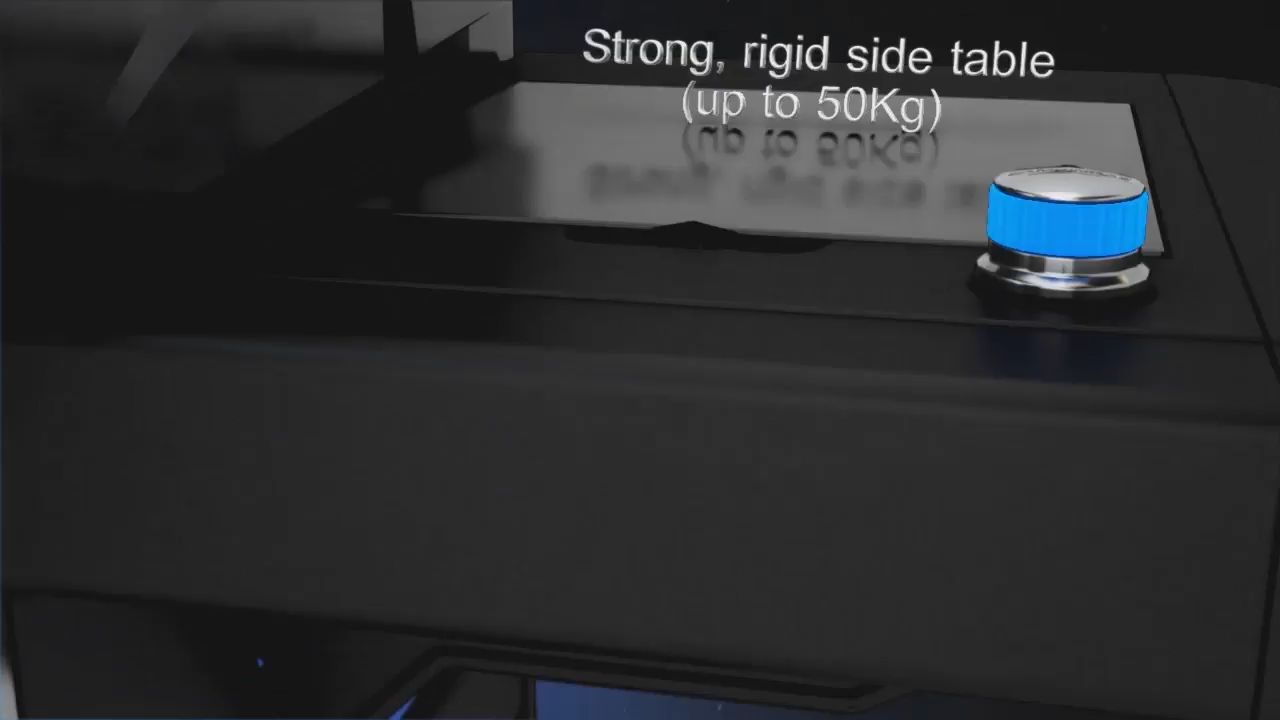 Strong, rigid side table
(up to 50Kg)